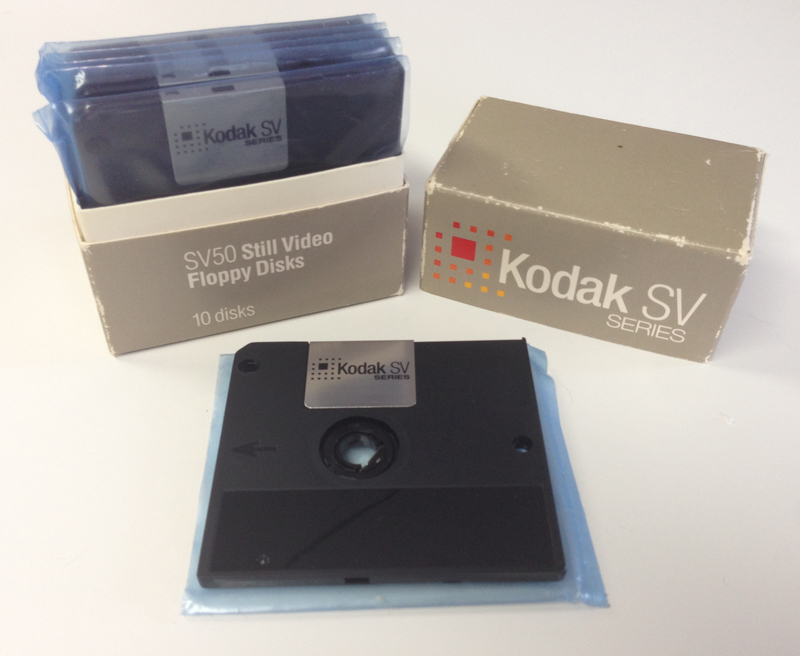 Kodak SV
SERIES
SV50 Still Video
Floppy Disks
10 disks
Kodak SV
SERIES
Kodak SV
SERIES